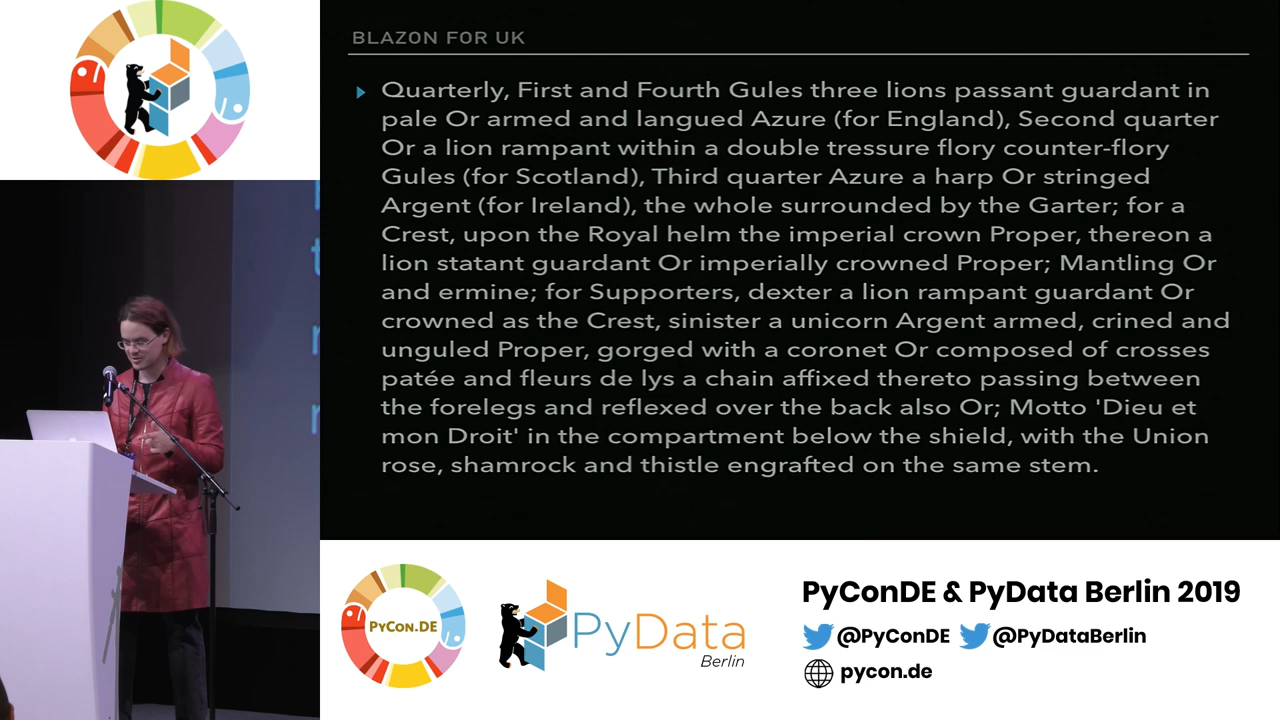 BLAZON FOR UK
Quarterly, First and Fourth Gules three lions passant guardant in
pale Or armed and langued Azure (for England), Second quarter
Or a lion rampant within a double tressure flory counter-flory
Gules (for Scotland), Third quarter Azure a harp Or stringed
Argent (for Ireland), the whole surrounded by the Garter; for a
Crest, upon the Royal helm the imperial crown Proper, thereon a
lion statant guardant Or imperially crowned Proper; Mantling Or
and ermine; for Supporters, dexter a lion rampant guardant Or
crowned as the Crest, sinister a unicorn Argent armed, crined and
unguled Proper, gorged with a coronet Or composed of crosses
patée and fleurs de lys a chain affixed thereto passing between
the forelegs and reflexed over the back also Or; Motto 'Dieu et
mon Droit' in the compartment below the shield, with the Union
rose, shamrock and thistle engrafted on the same stem.
PyCon.DE
PyData
Berlin
PyConDE & PyData Berlin 2019
@PyConDE @PyDataBerlin
pycon.de